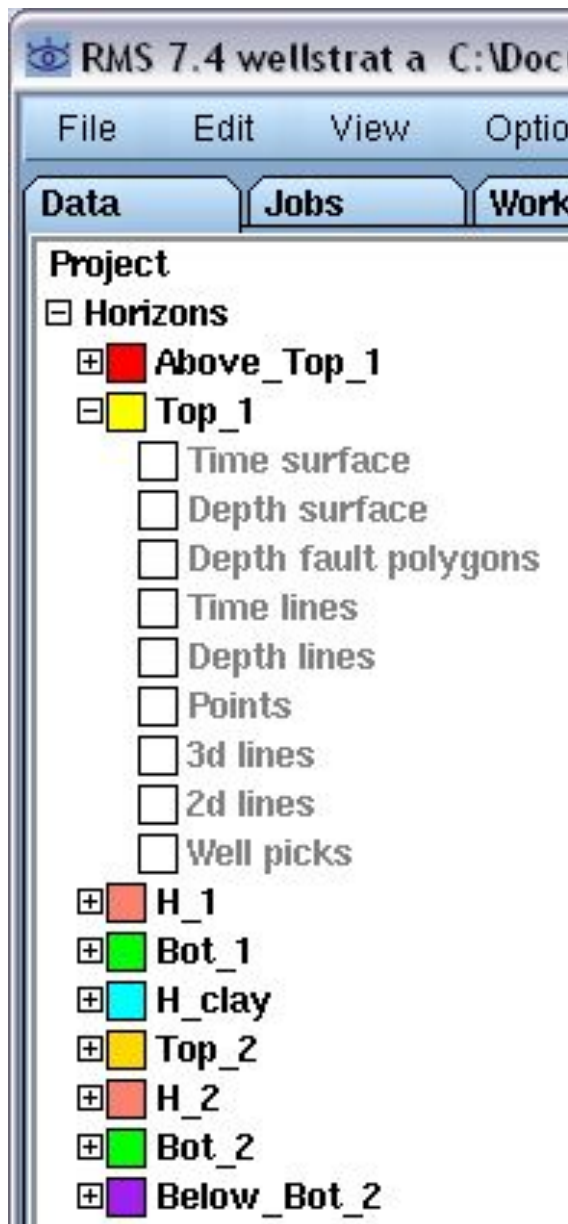 RMS 7.4 wellstrat a C:\Doc
File Edit View Optio
Data Jobs Work
Project
Horizons
Above_Top_1
Top_1
Time surface
Depth surface
Depth fault polygons
Time lines
Depth lines
Points
3d lines
2d lines
Well picks
H_1
Bot_1
H_clay
Top_2
H_2
Bot_2
Below_Bot_2